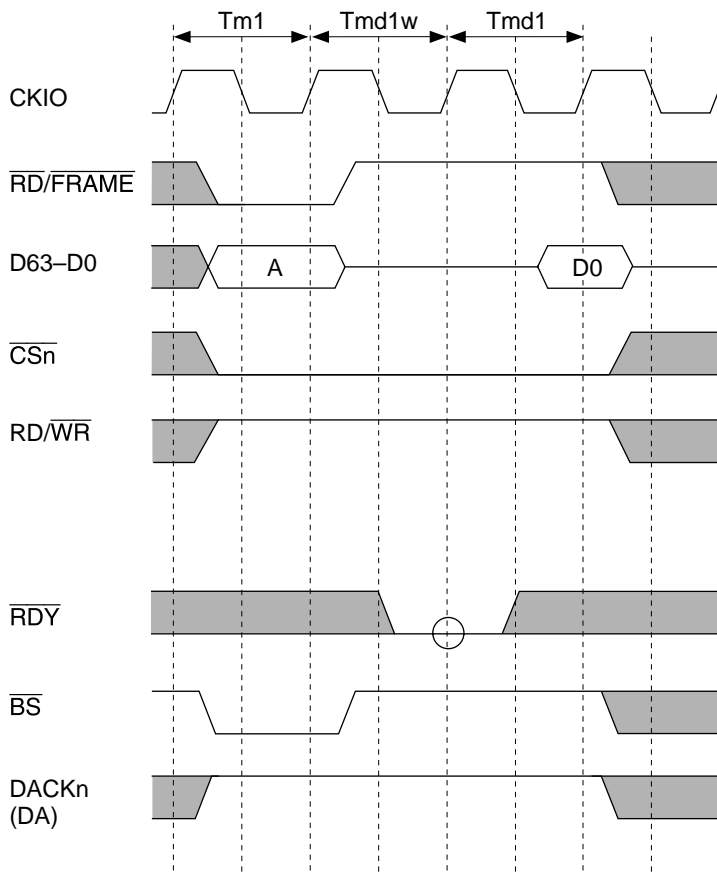 Tm1 Tmd1w Tmd1
CKIO
RD/FRAME
D63–D0 A D0
CSn
RD/WR
RDY
BS
DACKn
(DA)